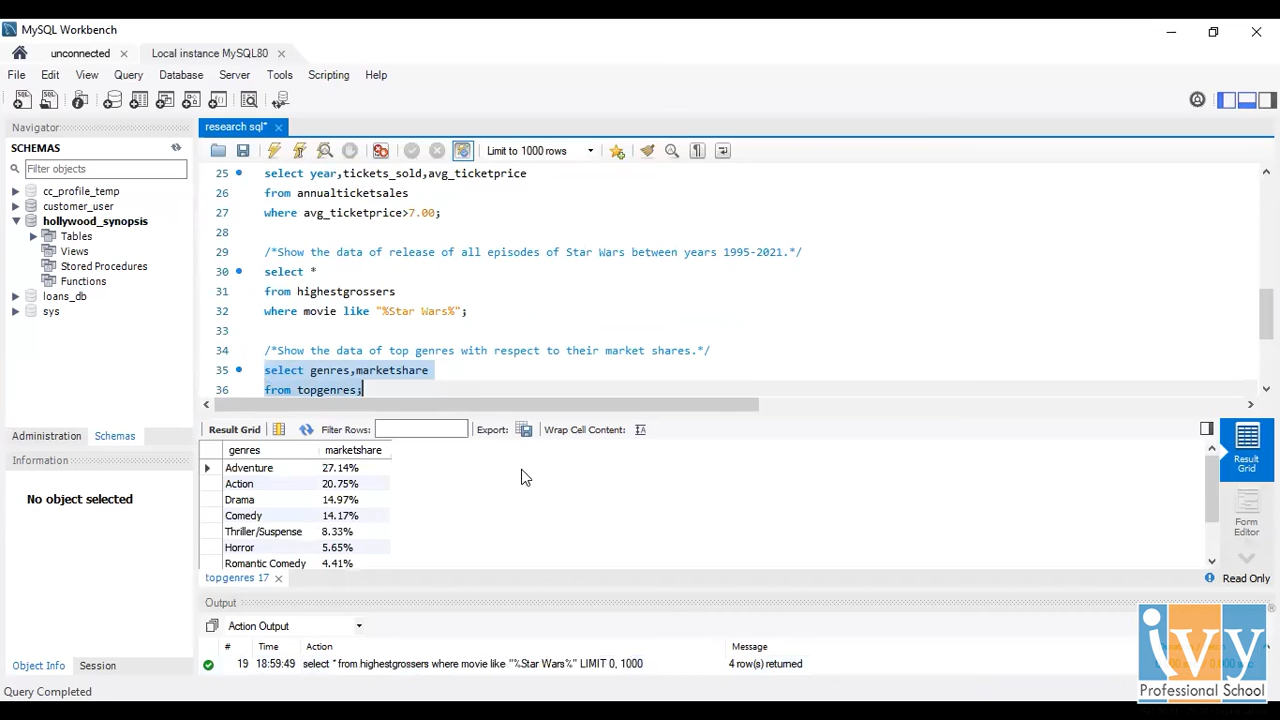 MySQL Workbench
unconnected
Local instance MySQL80
File Edit View Query Database Server Tools Scripting Help
Navigator
SCHEMAS
Filter objects
cc_profile_temp
customer_user
hollywood_synopsis
Tables
Views
Stored Procedures
Functions
loans_db
sys
Administration Schemas
Information
No object selected
Object Info Session
Query Completed
research sql*
Limit to 1000 rows
25 select year,tickets_sold,avg_ticketprice
26 from annualticketsales
27 where avg_ticketprice>7.00;
28
29 /*Show the data of release of all episodes of Star Wars between years 1995-2021.*/
30 select *
31 from highestgrossers
32 where movie like "%Star Wars%";
33
34 /*Show the data of top genres with respect to their market shares.*/
35 select genres,marketshare
36 from topgenres;
Result Grid Filter Rows: Export: Wrap Cell Content: IA
genres marketshare
Adventure 27.14%
Action 20.75%
Drama 14.97%
Comedy 14.17%
Thriller/Suspense 8.33%
Horror 5.65%
Romantic Comedy 4.41%
Result Grid
Form Editor
topgenres 17
Read Only
Output
Action Output
# Time Action Message
19 18:59:49 select * from highestgrossers where movie like "%Star Wars%" LIMIT 0, 1000 4 row(s) returned
ivy
Professional School